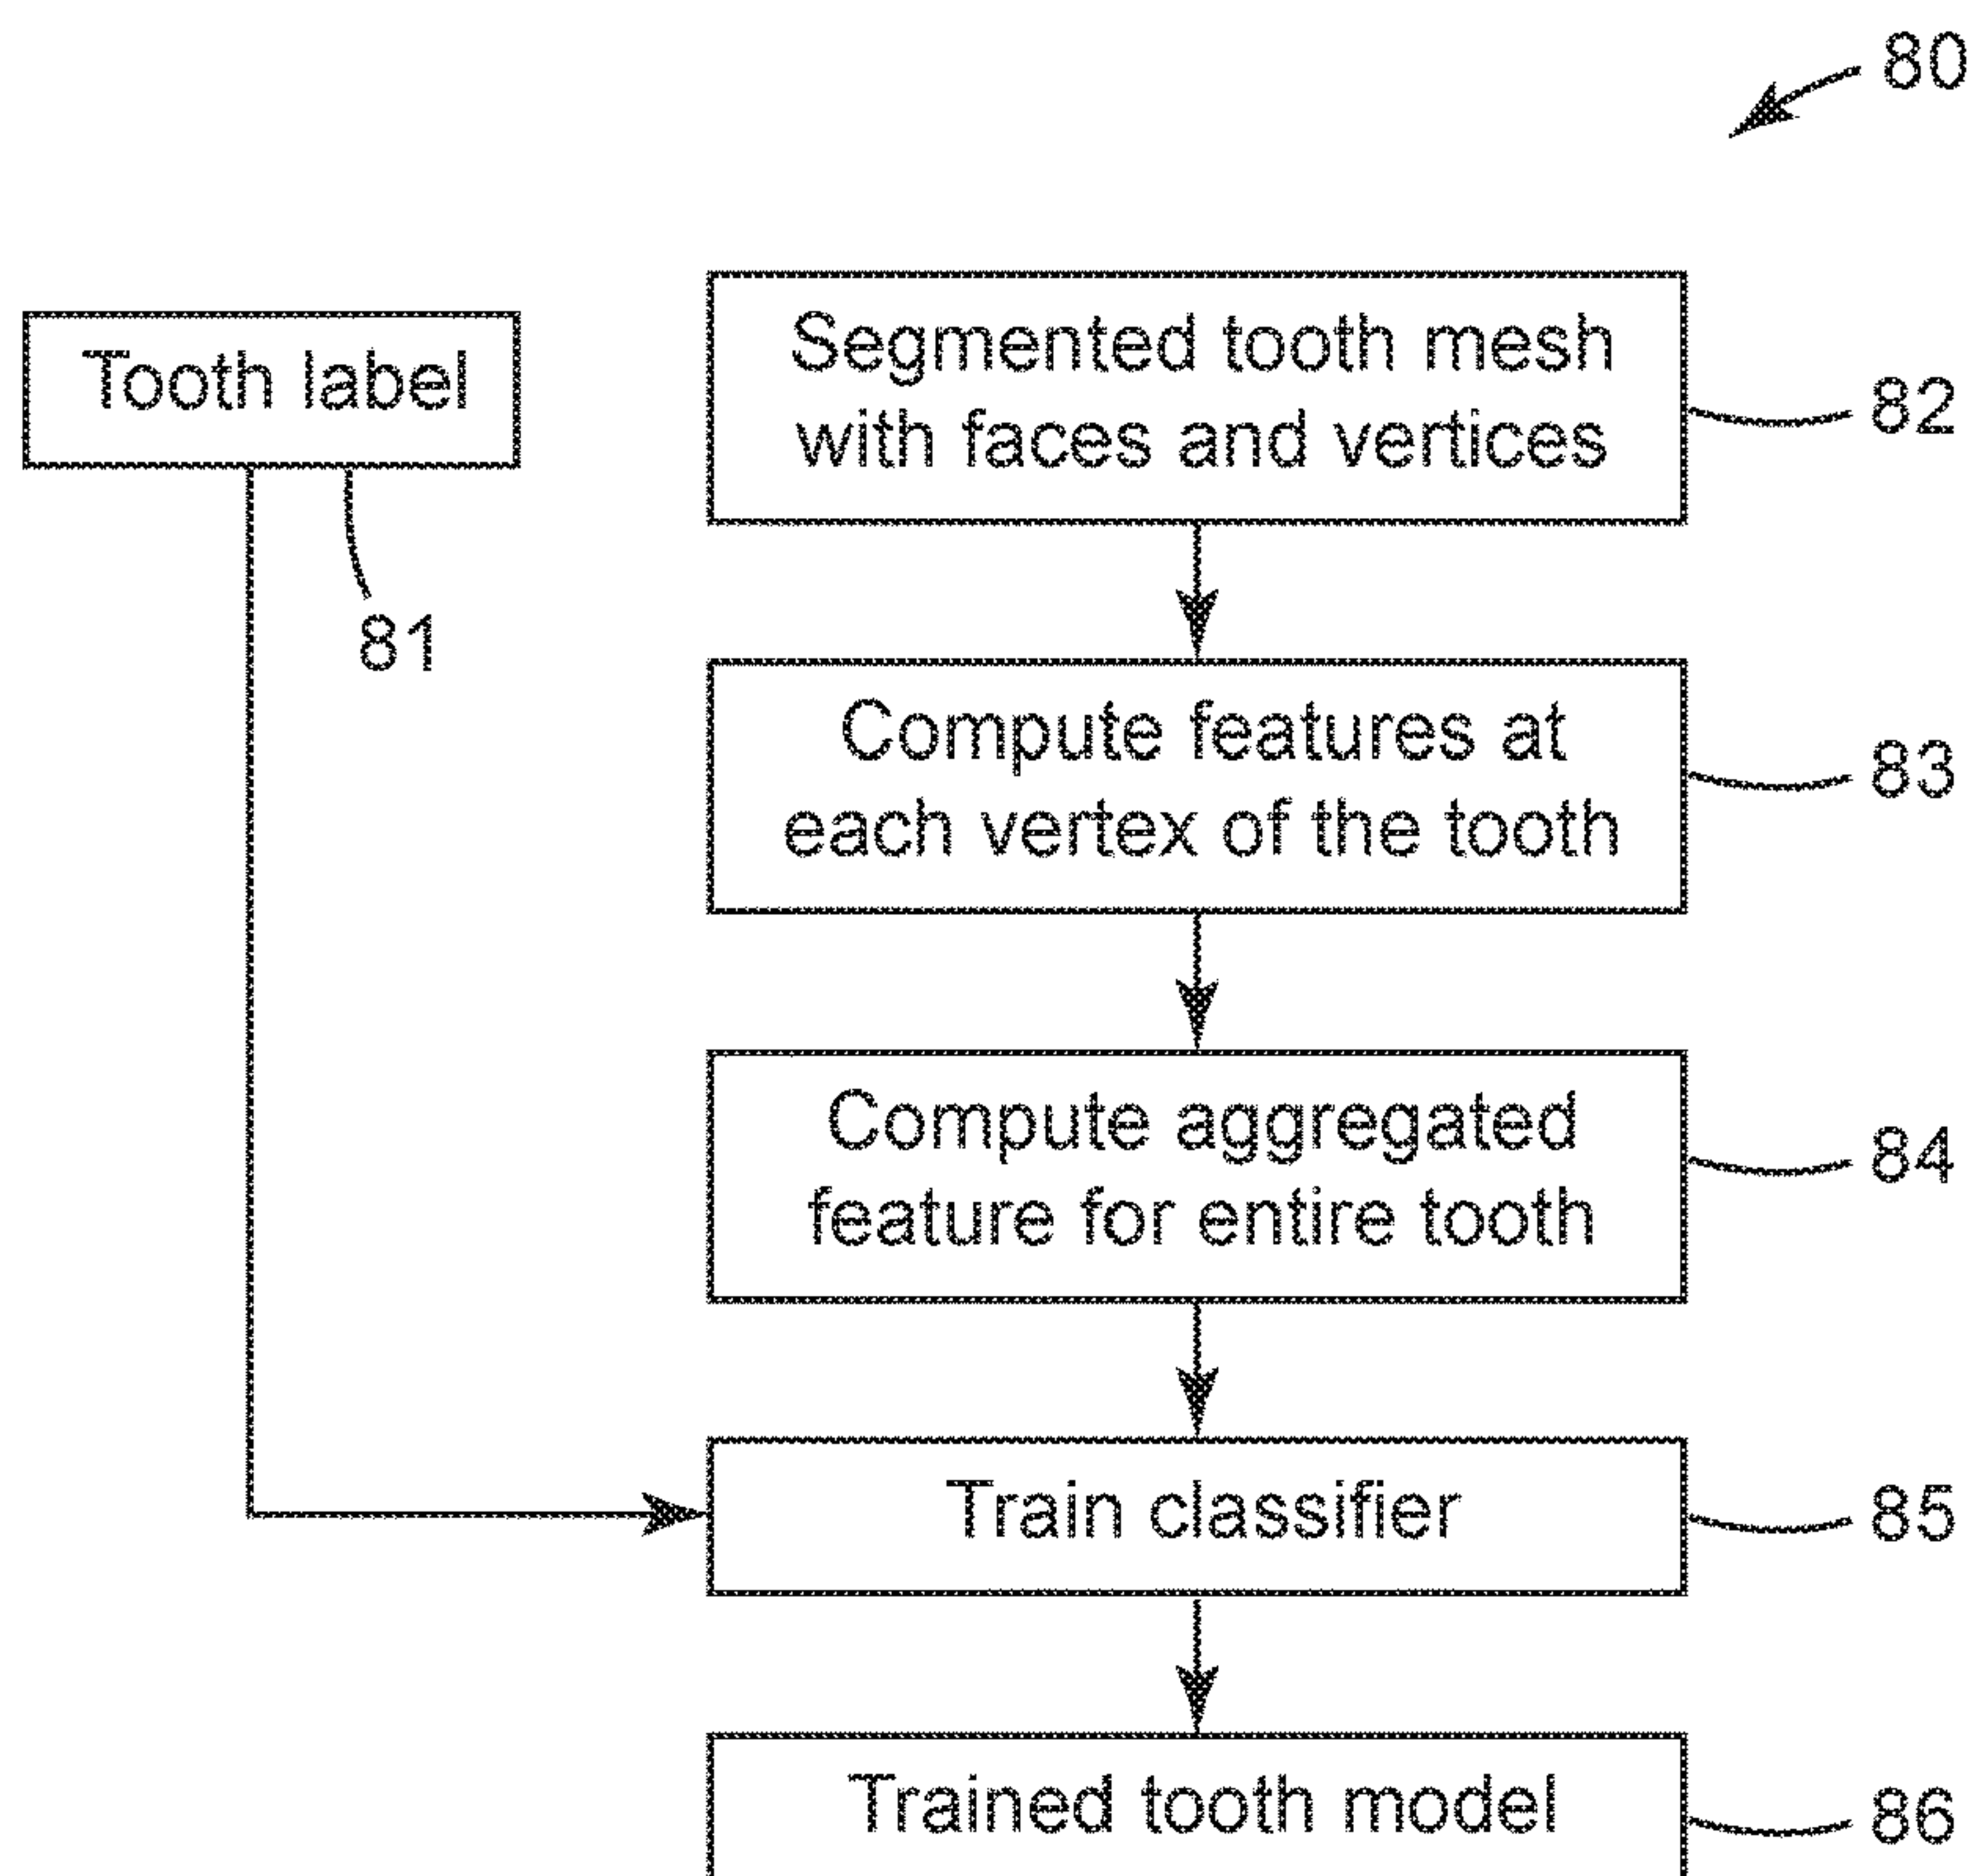 80
Tooth label
81
Segmented tooth mesh
with faces and vertices
82
Compute features at
each vertex of the tooth
83
Compute aggregated
feature for entire tooth
84
Train classifier
85
Trained tooth model
86